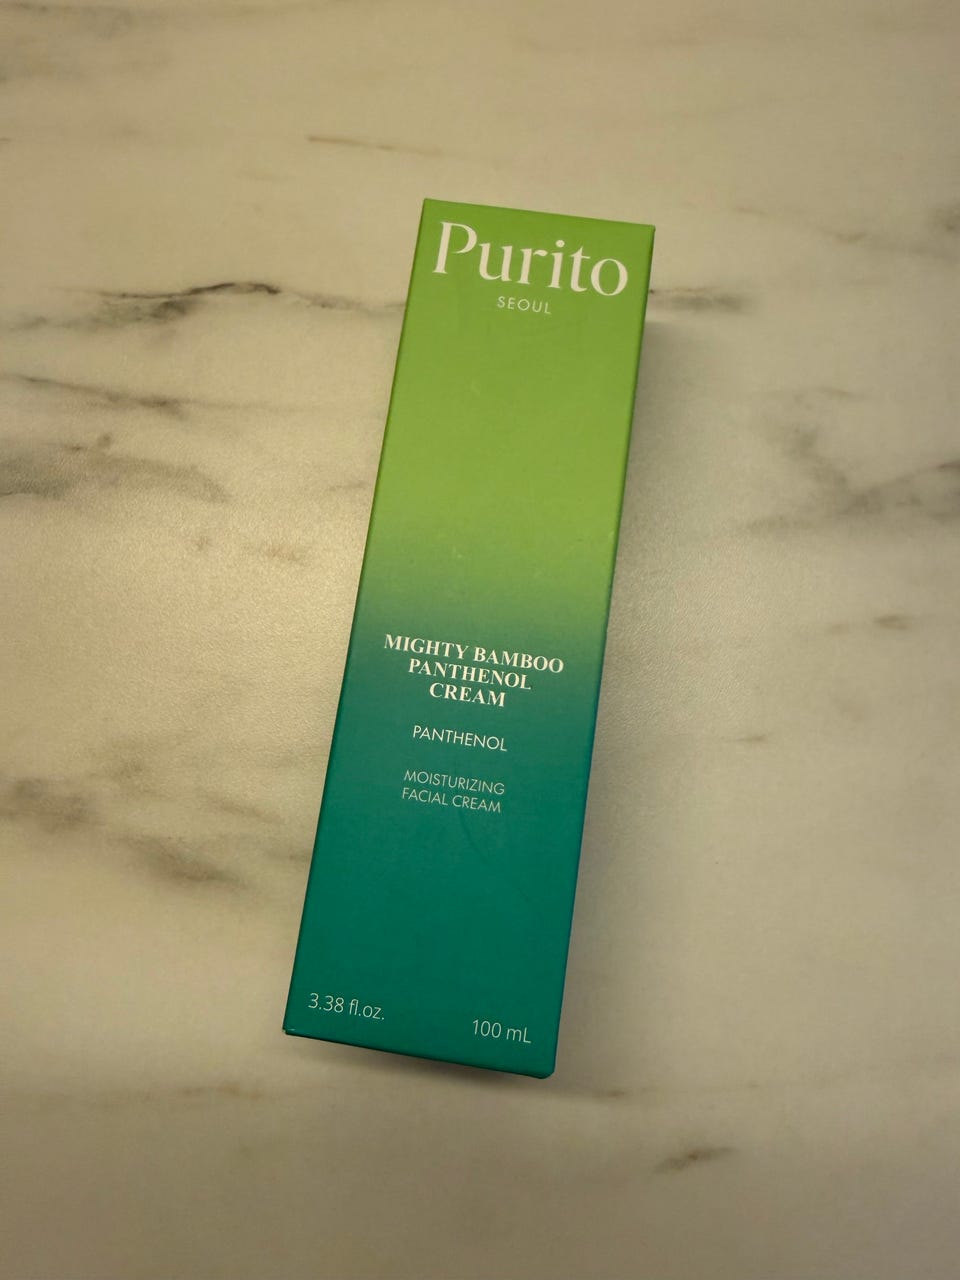 Purito
SEOUL
MIGHTY BAMBOO
PANTHENOL
CREAM
PANTHENOL
MOISTURIZING
FACIAL CREAM
3.38 fl.oz.
100 mL